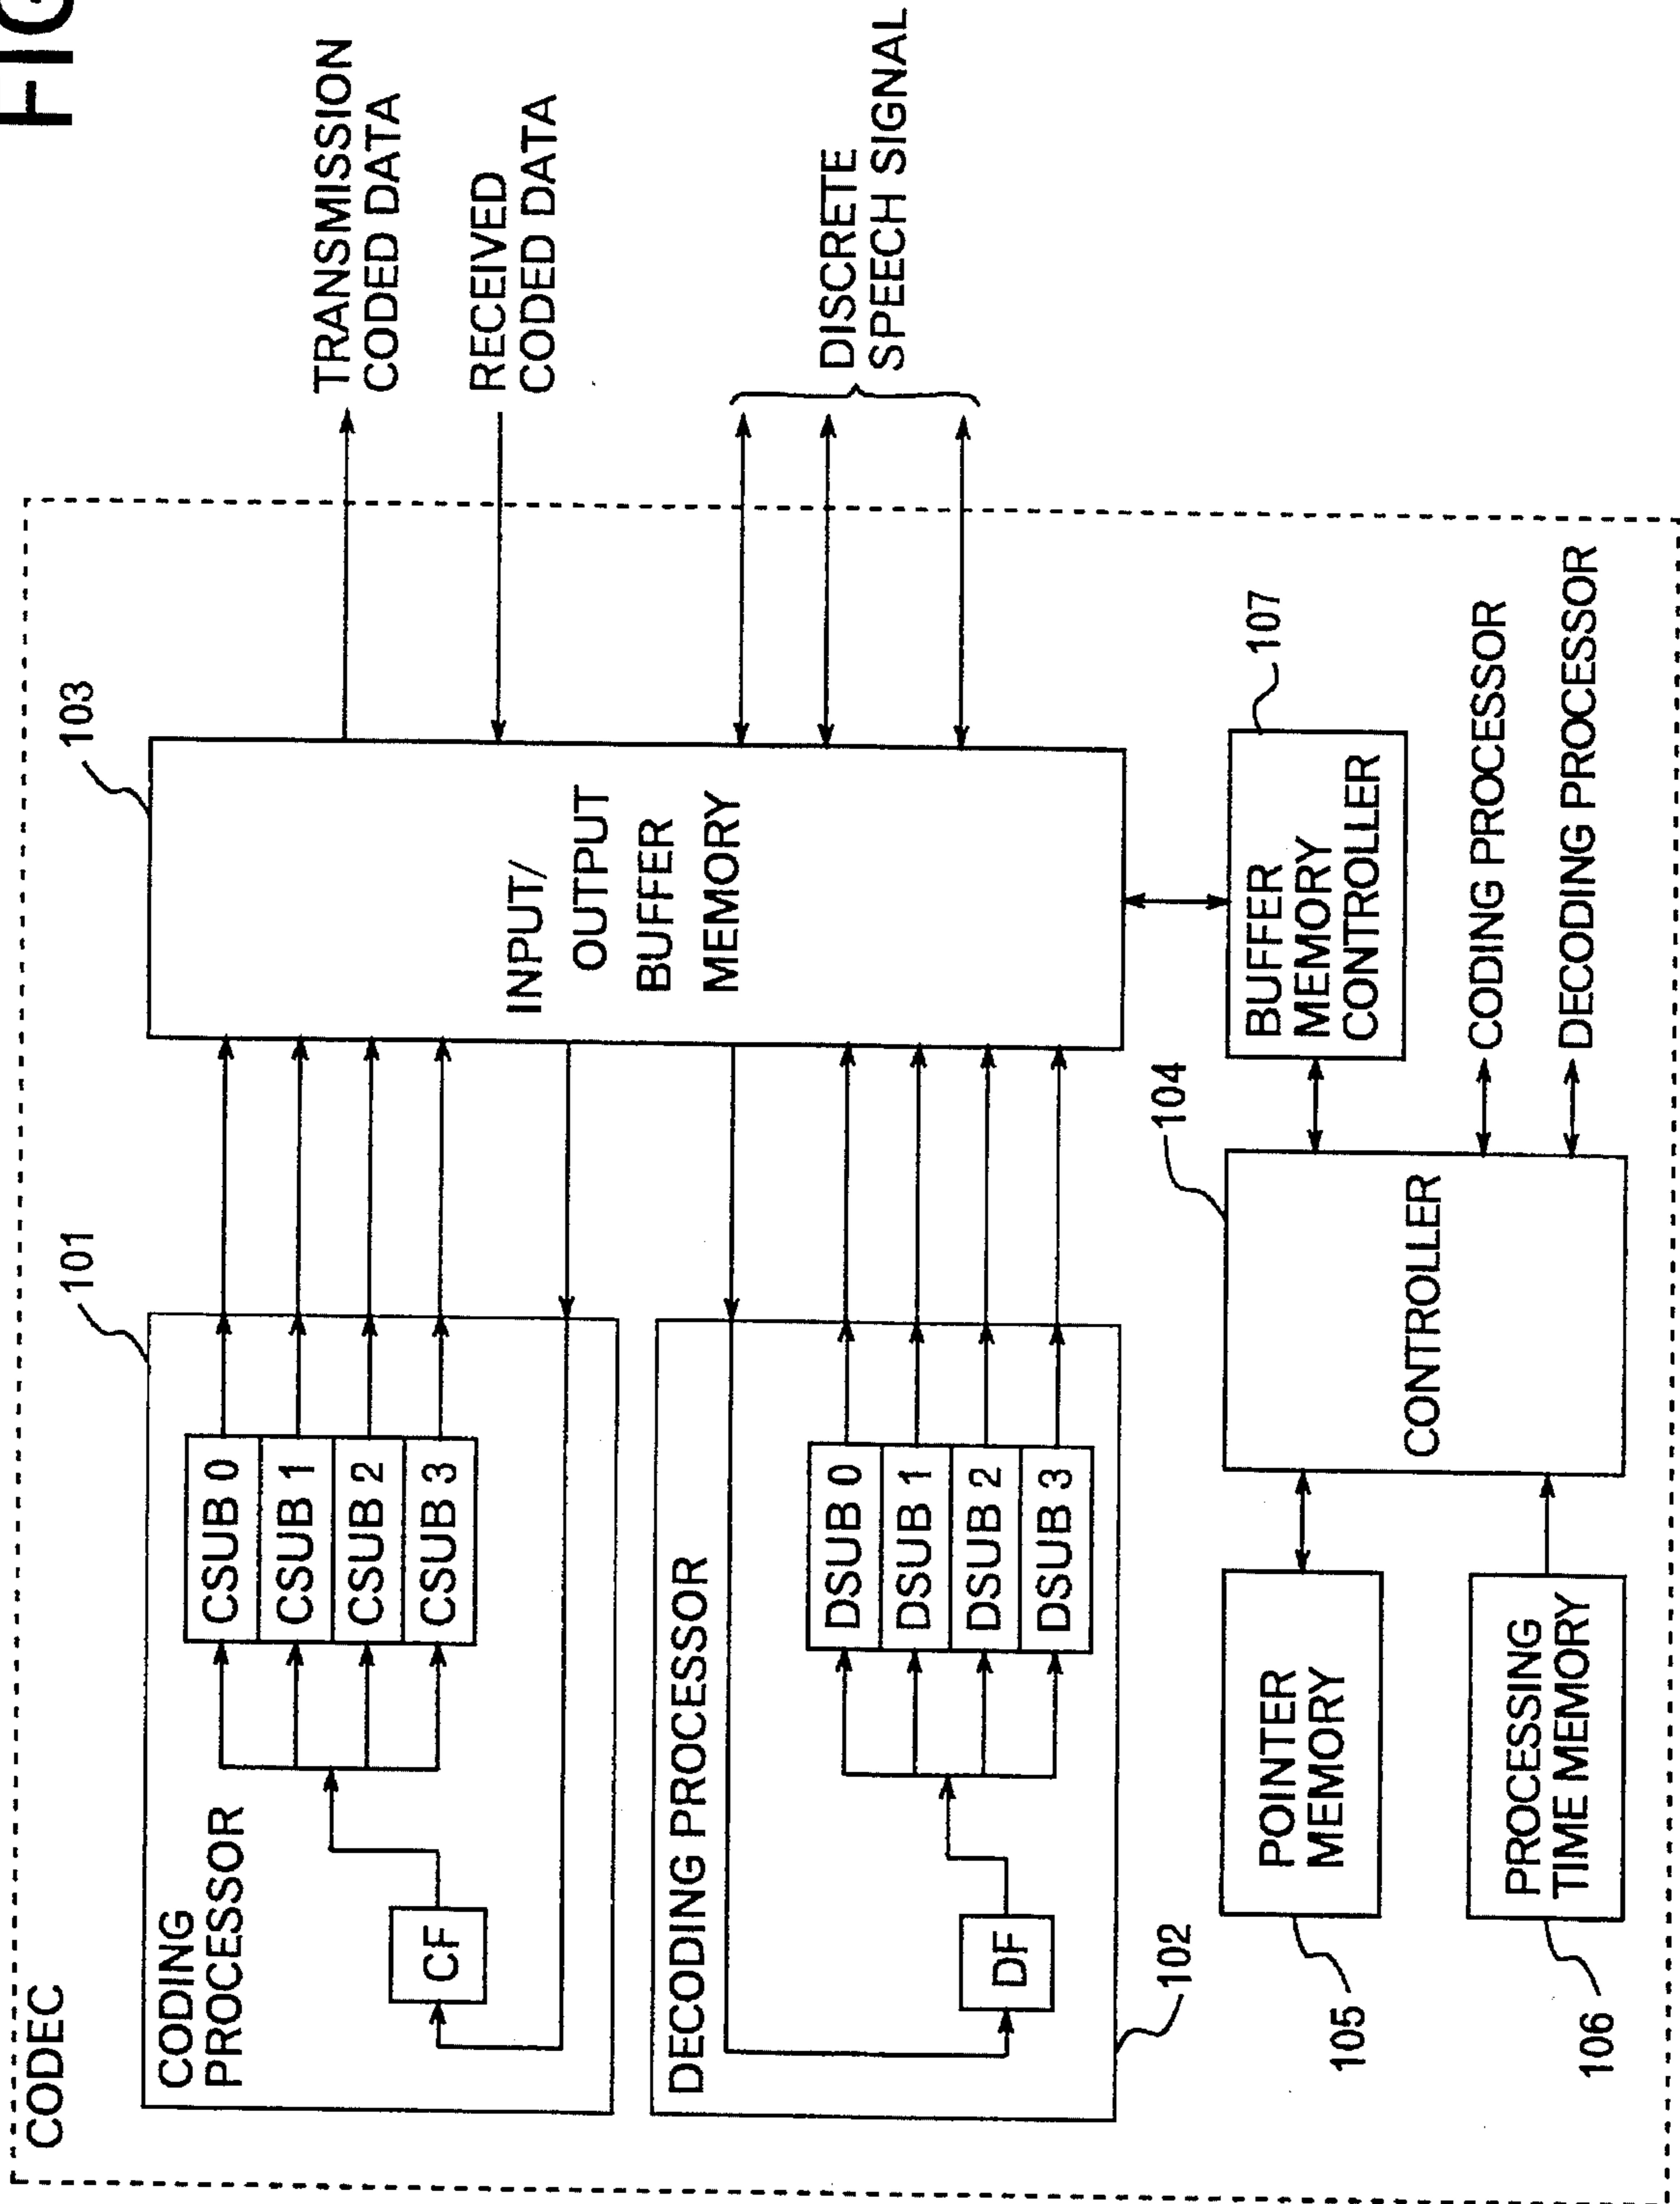 FIG
CODEC
CODING
PROCESSOR
101
CF
CSUB 0
CSUB 1
CSUB 2
CSUB 3
DECODING PROCESSOR
102
DF
DSUB 0
DSUB 1
DSUB 2
DSUB 3
103
INPUT/
OUTPUT
BUFFER
MEMORY
TRANSMISSION
CODED DATA
RECEIVED
CODED DATA
DISCRETE
SPEECH SIGNAL
105
POINTER
MEMORY
106
PROCESSING
TIME MEMORY
104
CONTROLLER
107
BUFFER
MEMORY
CONTROLLER
CODING PROCESSOR
DECODING PROCESSOR